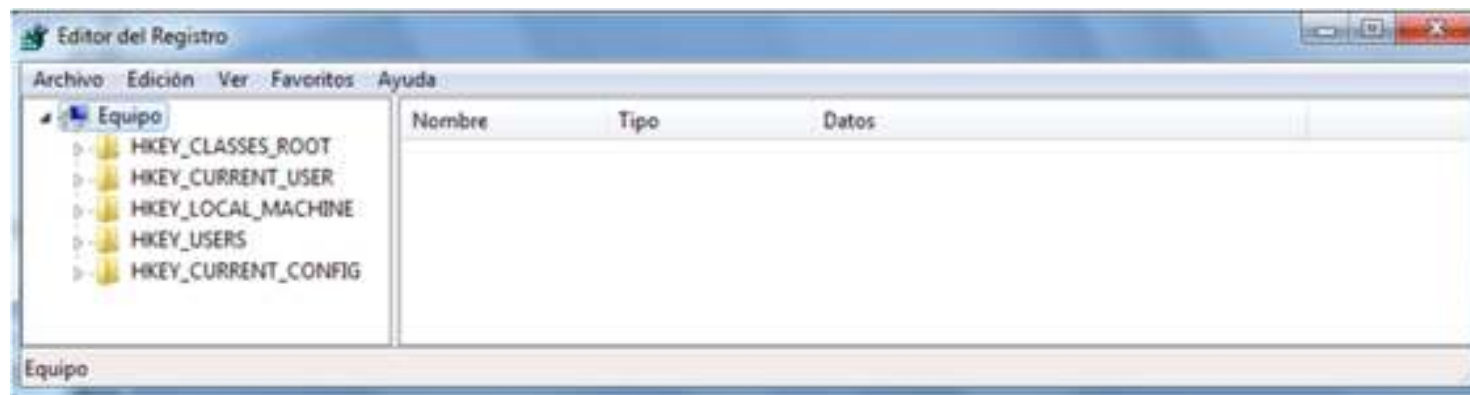 Editor del Registro
Archivo Edición Ver Favoritos Ayuda
Equipo
HKEY_CLASSES_ROOT
HKEY_CURRENT_USER
HKEY_LOCAL_MACHINE
HKEY_USERS
HKEY_CURRENT_CONFIG
Nombre Tipo Datos
Equipo